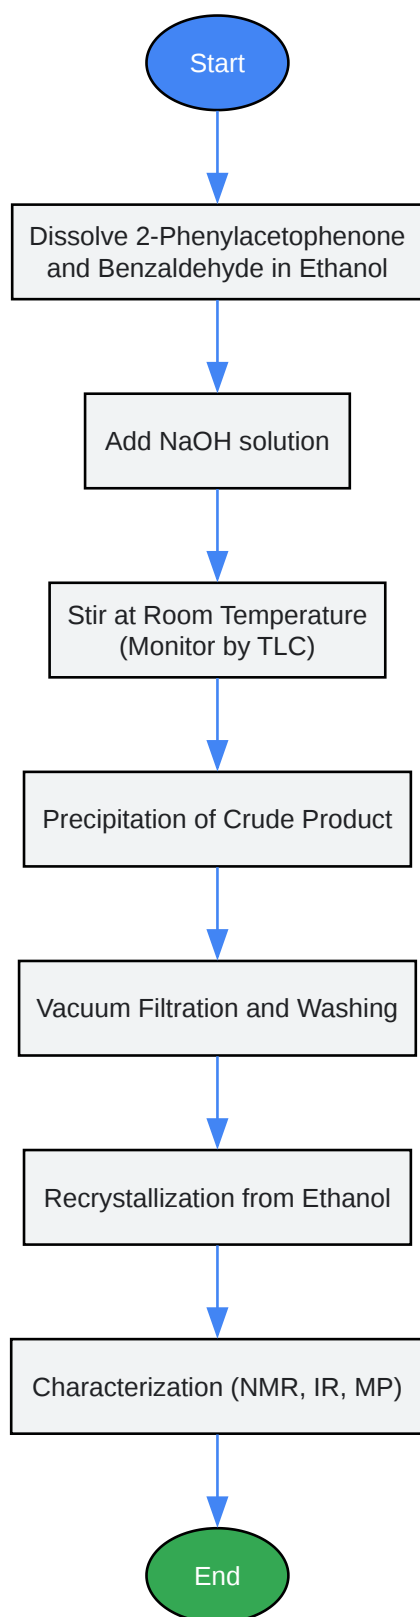 Start
Dissolve 2-Phenylacetophenone
and Benzaldehyde in Ethanol
Add NaOH solution
Stir at Room Temperature
(Monitor by TLC)
Precipitation of Crude Product
Vacuum Filtration and Washing
Recrystallization from Ethanol
Characterization (NMR, IR, MP)
End